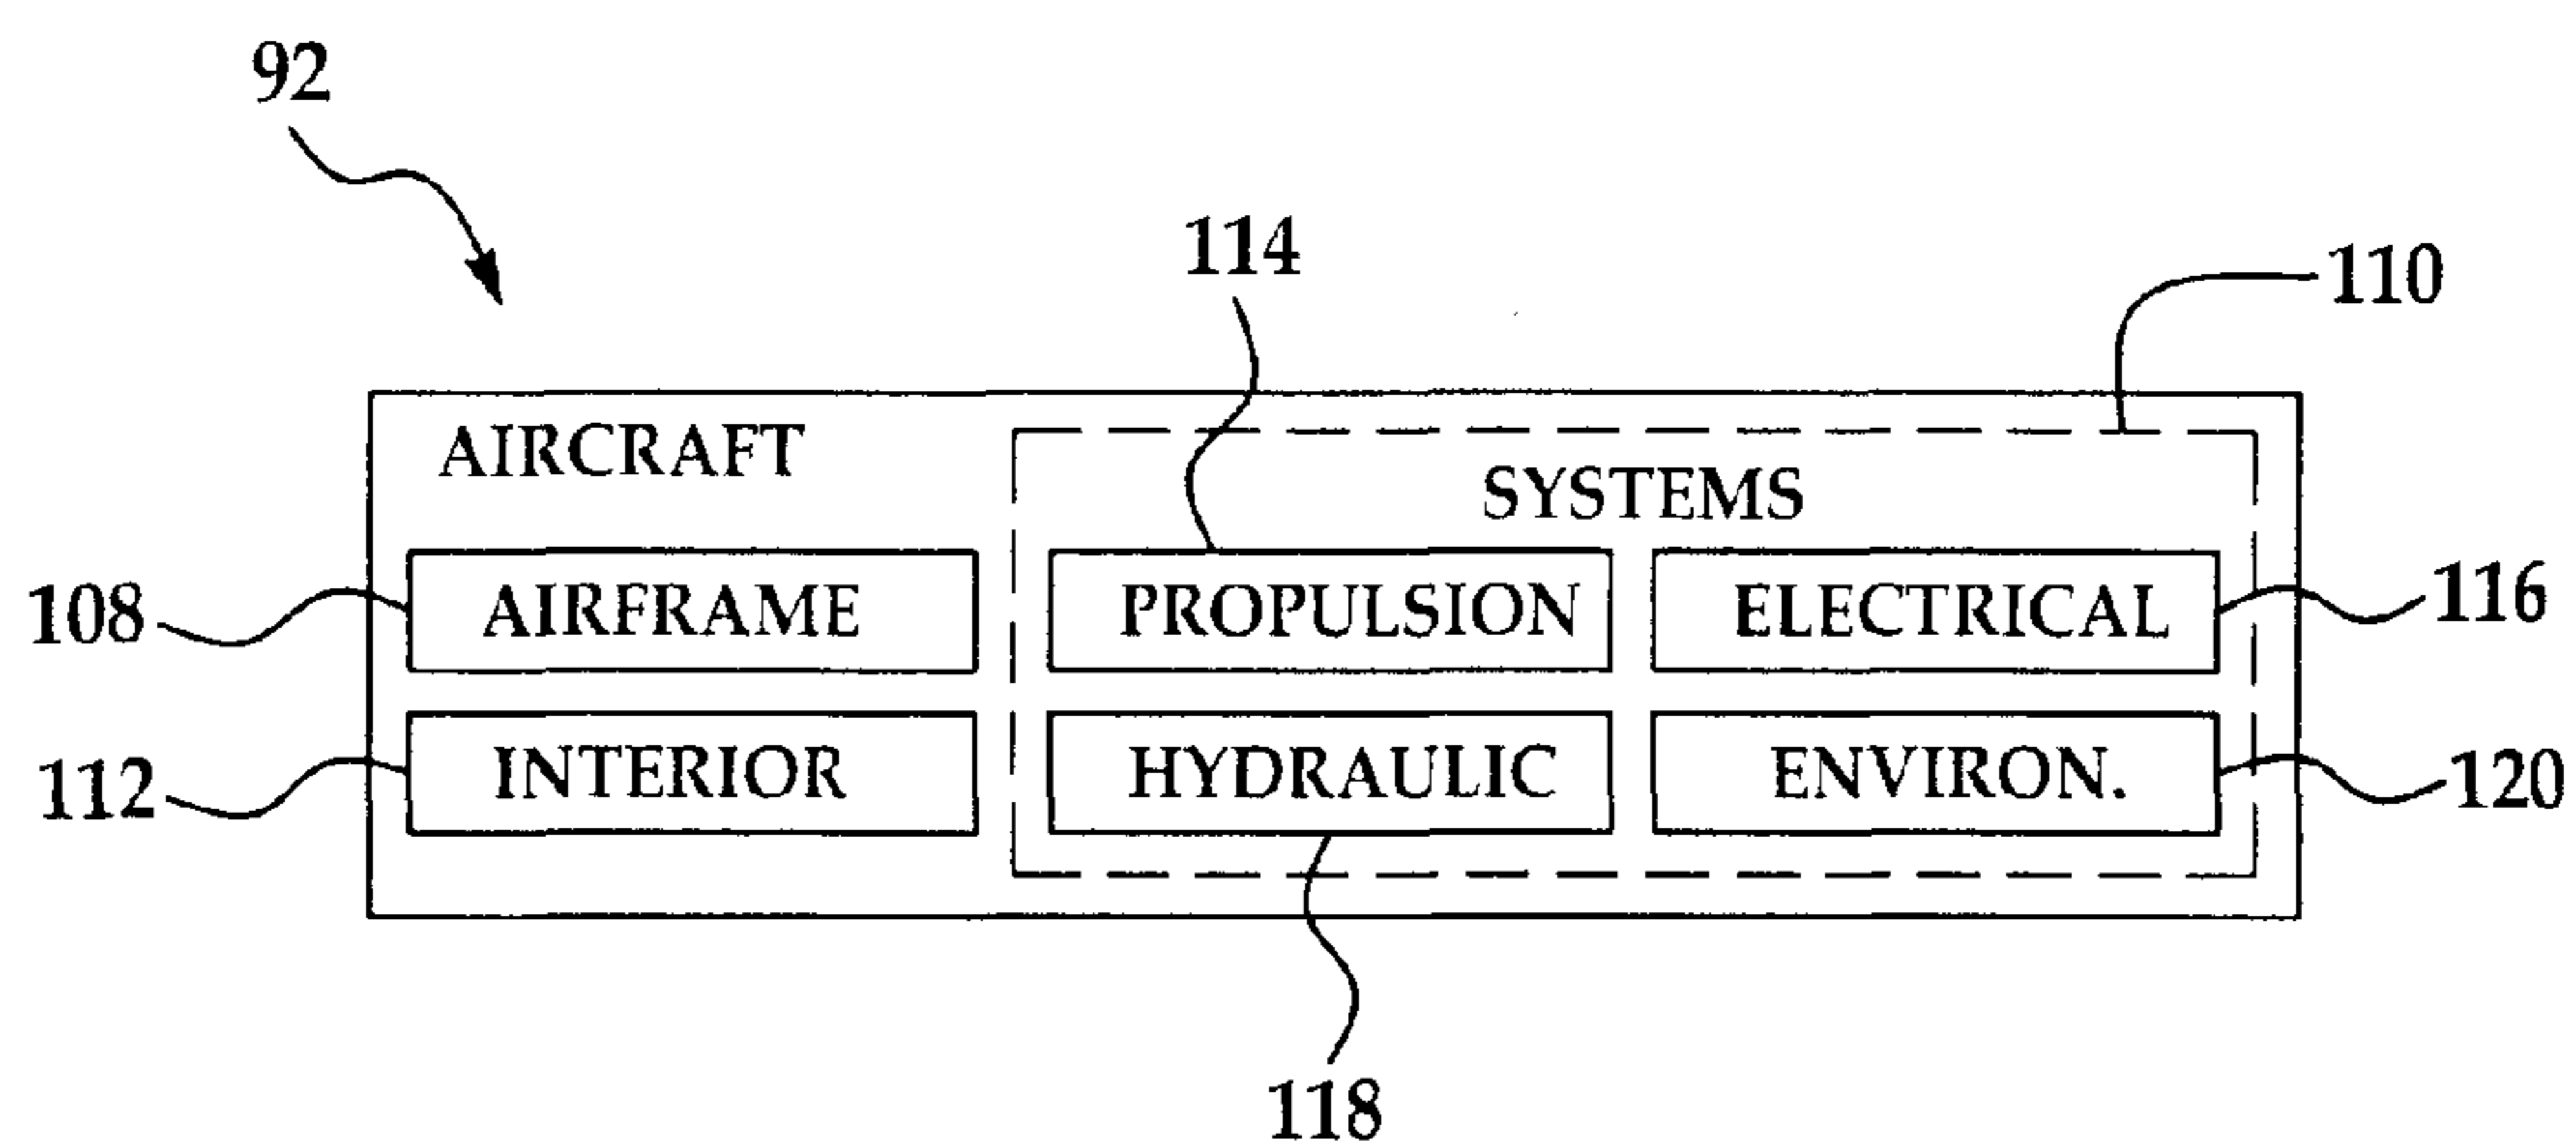 92
114
110
AIRCRAFT
SYSTEMS
108 AIRFRAME PROPULSION ELECTRICAL 116
112 INTERIOR HYDRAULIC ENVIRON. 120
118